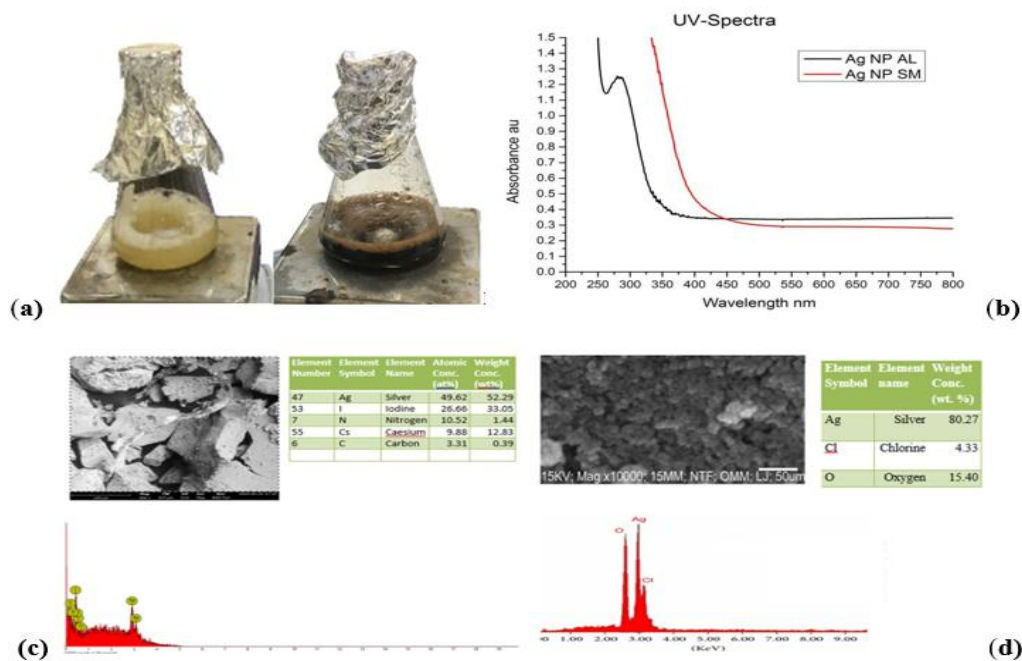 (a)
UV-Spectra
Absorbance au
1.5
1.4
1.3
1.2
1.1
1.0
0.9
0.8
0.7
0.6
0.5
0.4
0.3
0.2
0.1
0.0
Ag NP AL
Ag NP SM
200 250 300 350 400 450 500 550 600 650 700 750 800
Wavelength nm
(b)
Element Number Element Symbol Element Name Atomic Conc. (at%) Weight Conc. (wt%)
47 Ag Silver 49.62 52.29
53 I Iodine 26.66 33.05
7 N Nitrogen 10.52 1.44
55 Cs Caesium 9.88 12.83
6 C Carbon 3.31 0.39
(c)
15KV; Mag x10000; 15MM; NTF; OMM; LJ; 50um
Element Symbol Element name Weight Conc. (wt. %)
Ag Silver 80.27
Cl Chlorine 4.33
O Oxygen 15.40
O
Ag
Cl
1.00 2.00 3.00 4.00 5.00 6.00 7.00 8.00 9.00
(KeV)
(d)